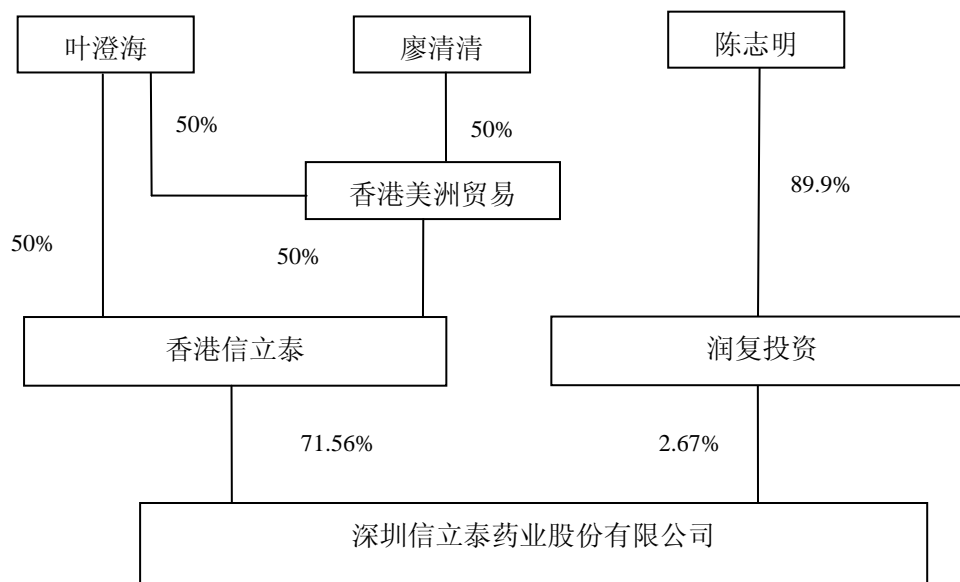 叶澄海
廖清清
陈志明
50%
50%
香港美洲贸易
89.9%
50%
50%
香港信立泰
润复投资
71.56%
2.67%
深圳信立泰药业股份有限公司